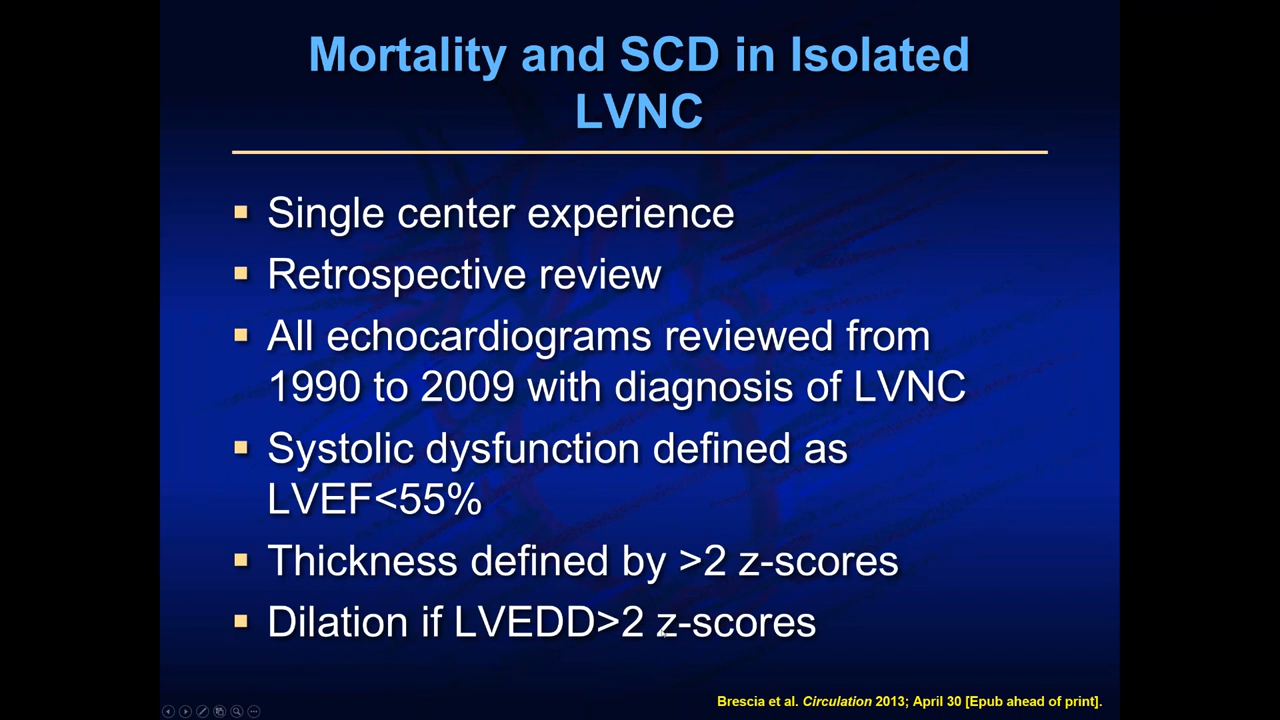 Mortality and SCD in Isolated
LVNC
▪ Single center experience
▪ Retrospective review
▪ All echocardiograms reviewed from
1990 to 2009 with diagnosis of LVNC
▪ Systolic dysfunction defined as
LVEF<55%
▪ Thickness defined by >2 z-scores
▪ Dilation if LVEDD>2 z-scores
Brescia et al. Circulation 2013; April 30 [Epub ahead of print].